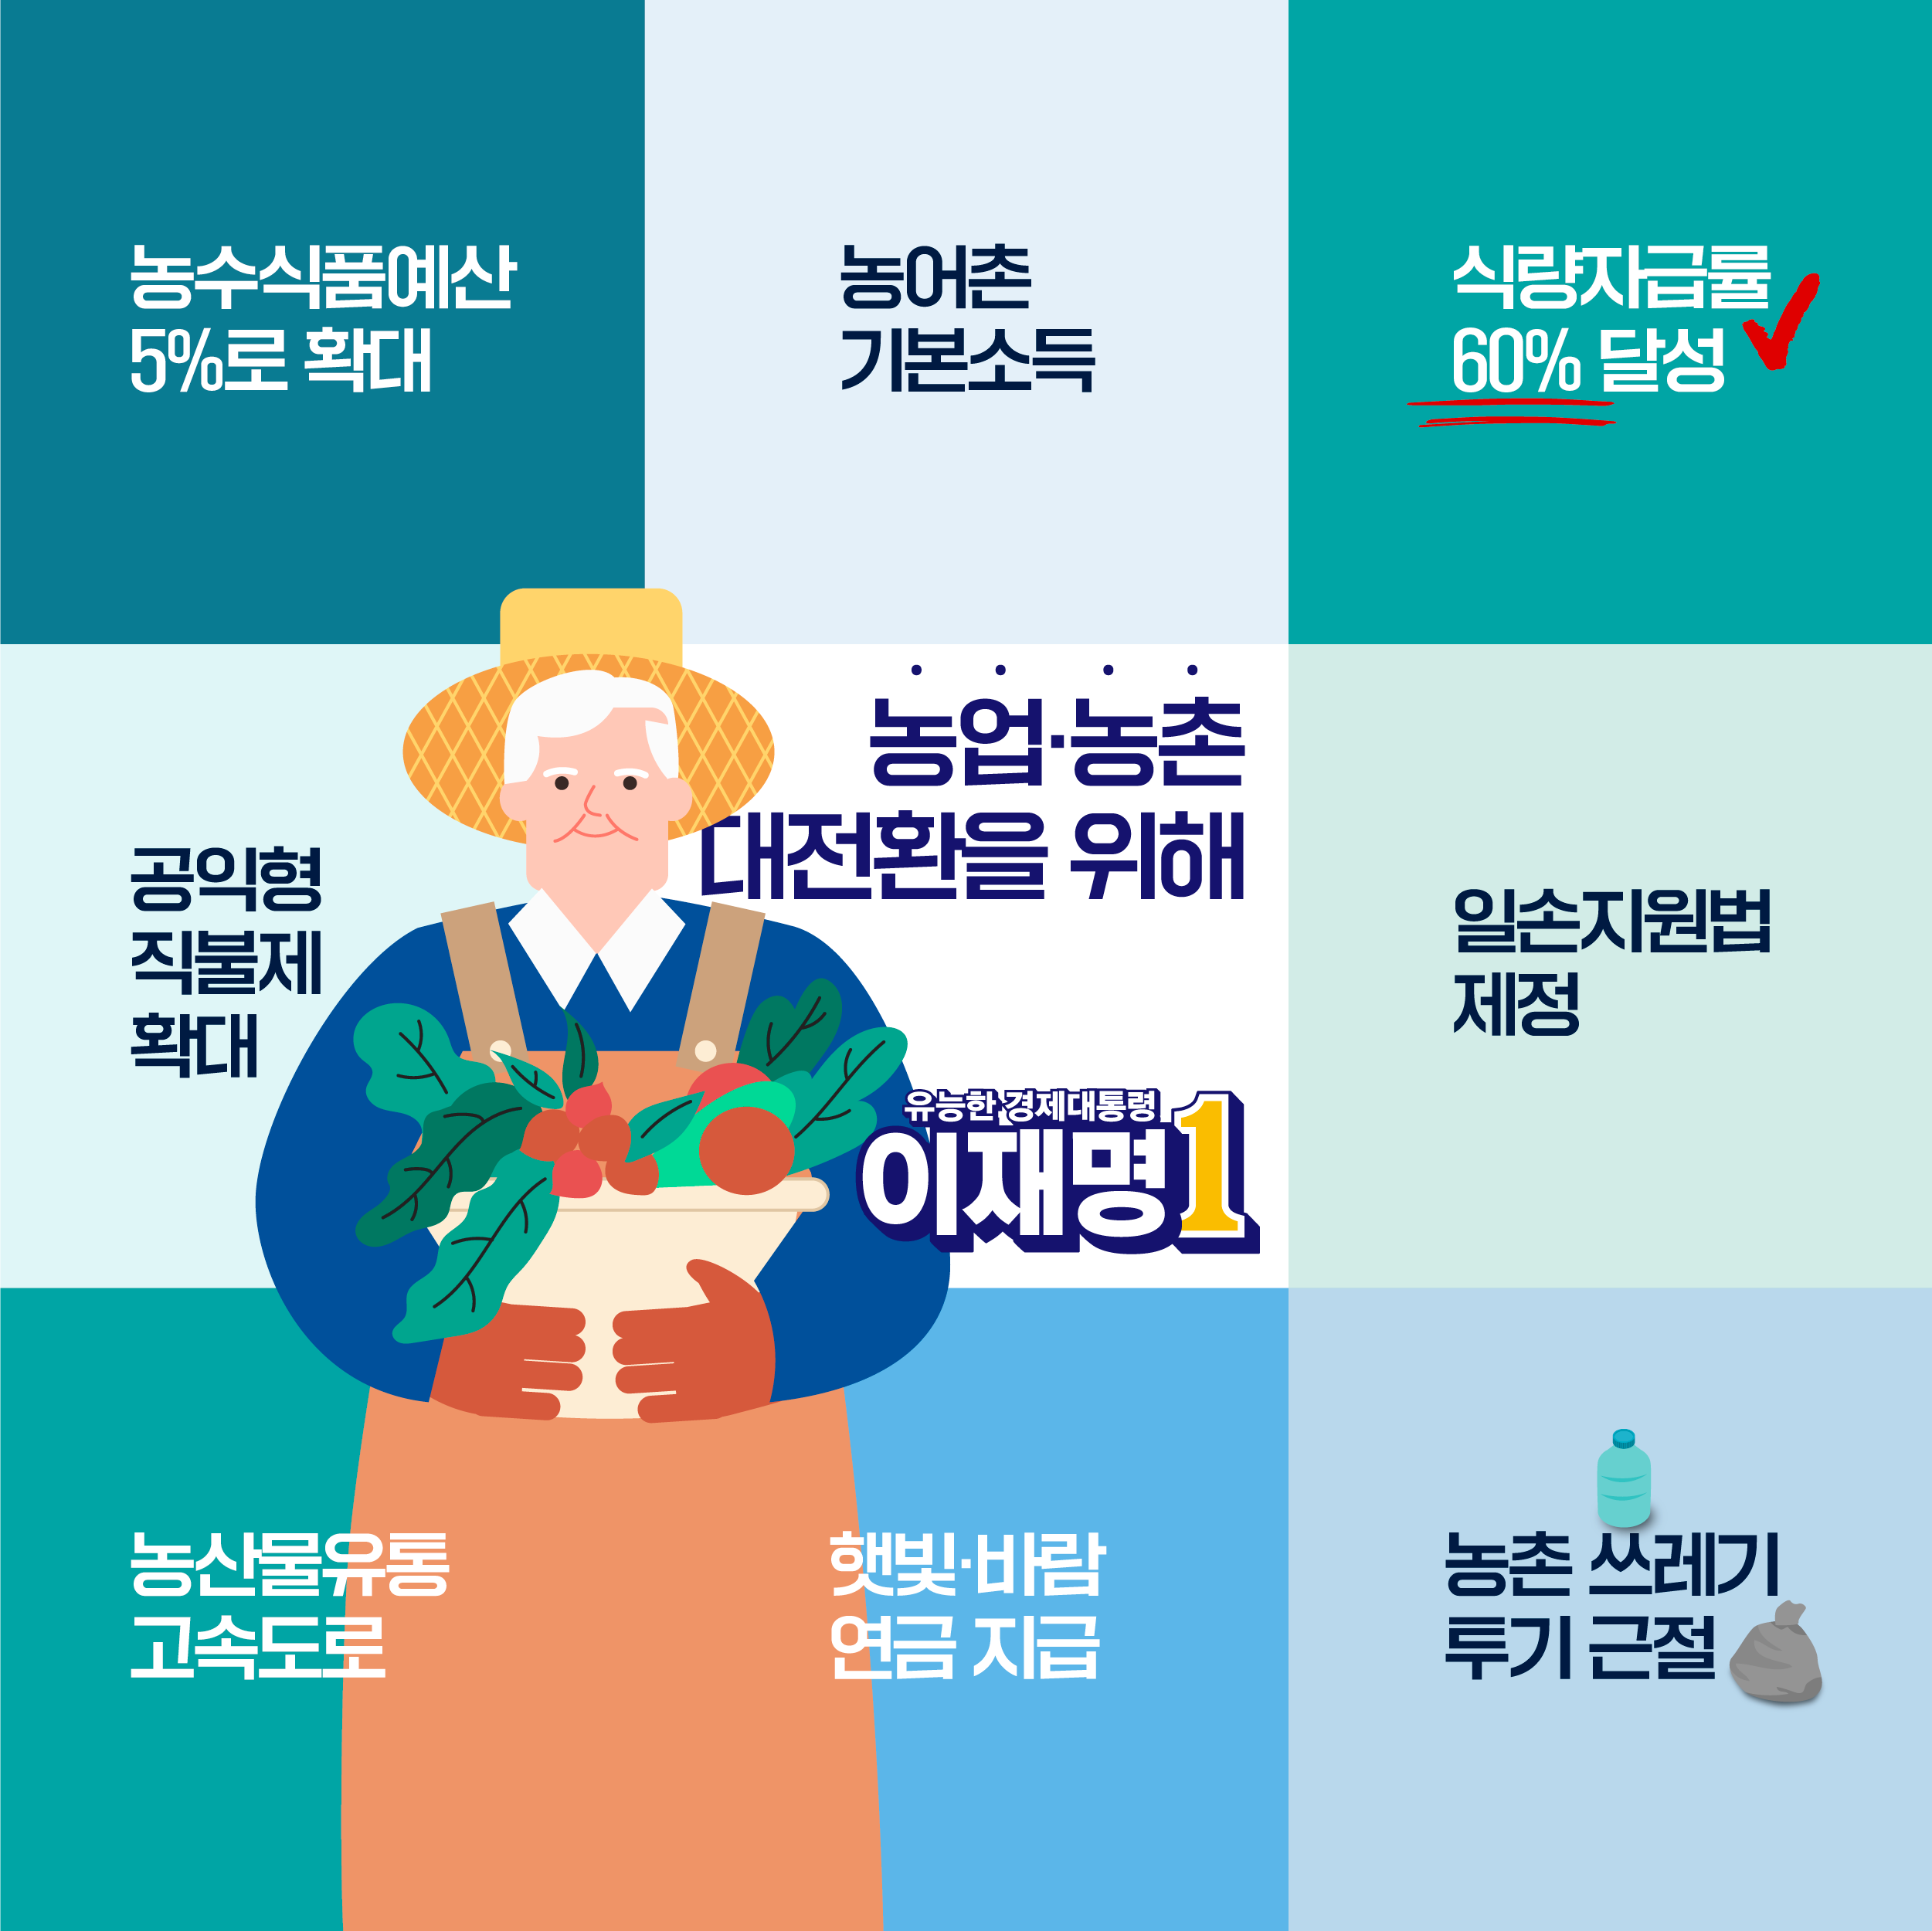 농수식품예산
5%로 확대
농어촌
기본소득
식량자급률
60% 달성
공익형
직불제
확대
농업·농촌
대전환을 위해
유능한 경제대통령
이재명1
일손지원법
제정
농산물유통
고속도로
햇빛·바람
연금 지급
농촌 쓰레기
투기 근절